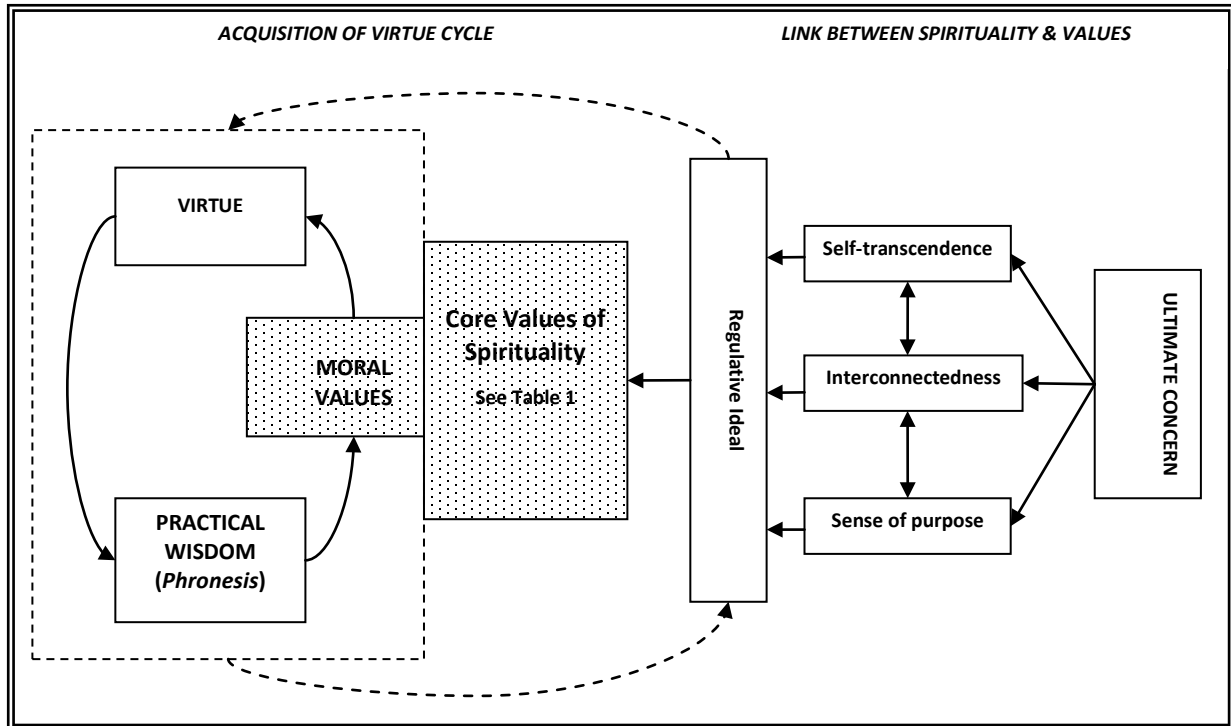 ACQUISITION OF VIRTUE CYCLE
LINK BETWEEN SPIRITUALITY & VALUES
VIRTUE
MORAL
VALUES
PRACTICAL
WISDOM
(Phronesis)
Core Values of
Spirituality
See Table 1
Regulative Ideal
Self-transcendence
Interconnectedness
Sense of purpose
ULTIMATE CONCERN